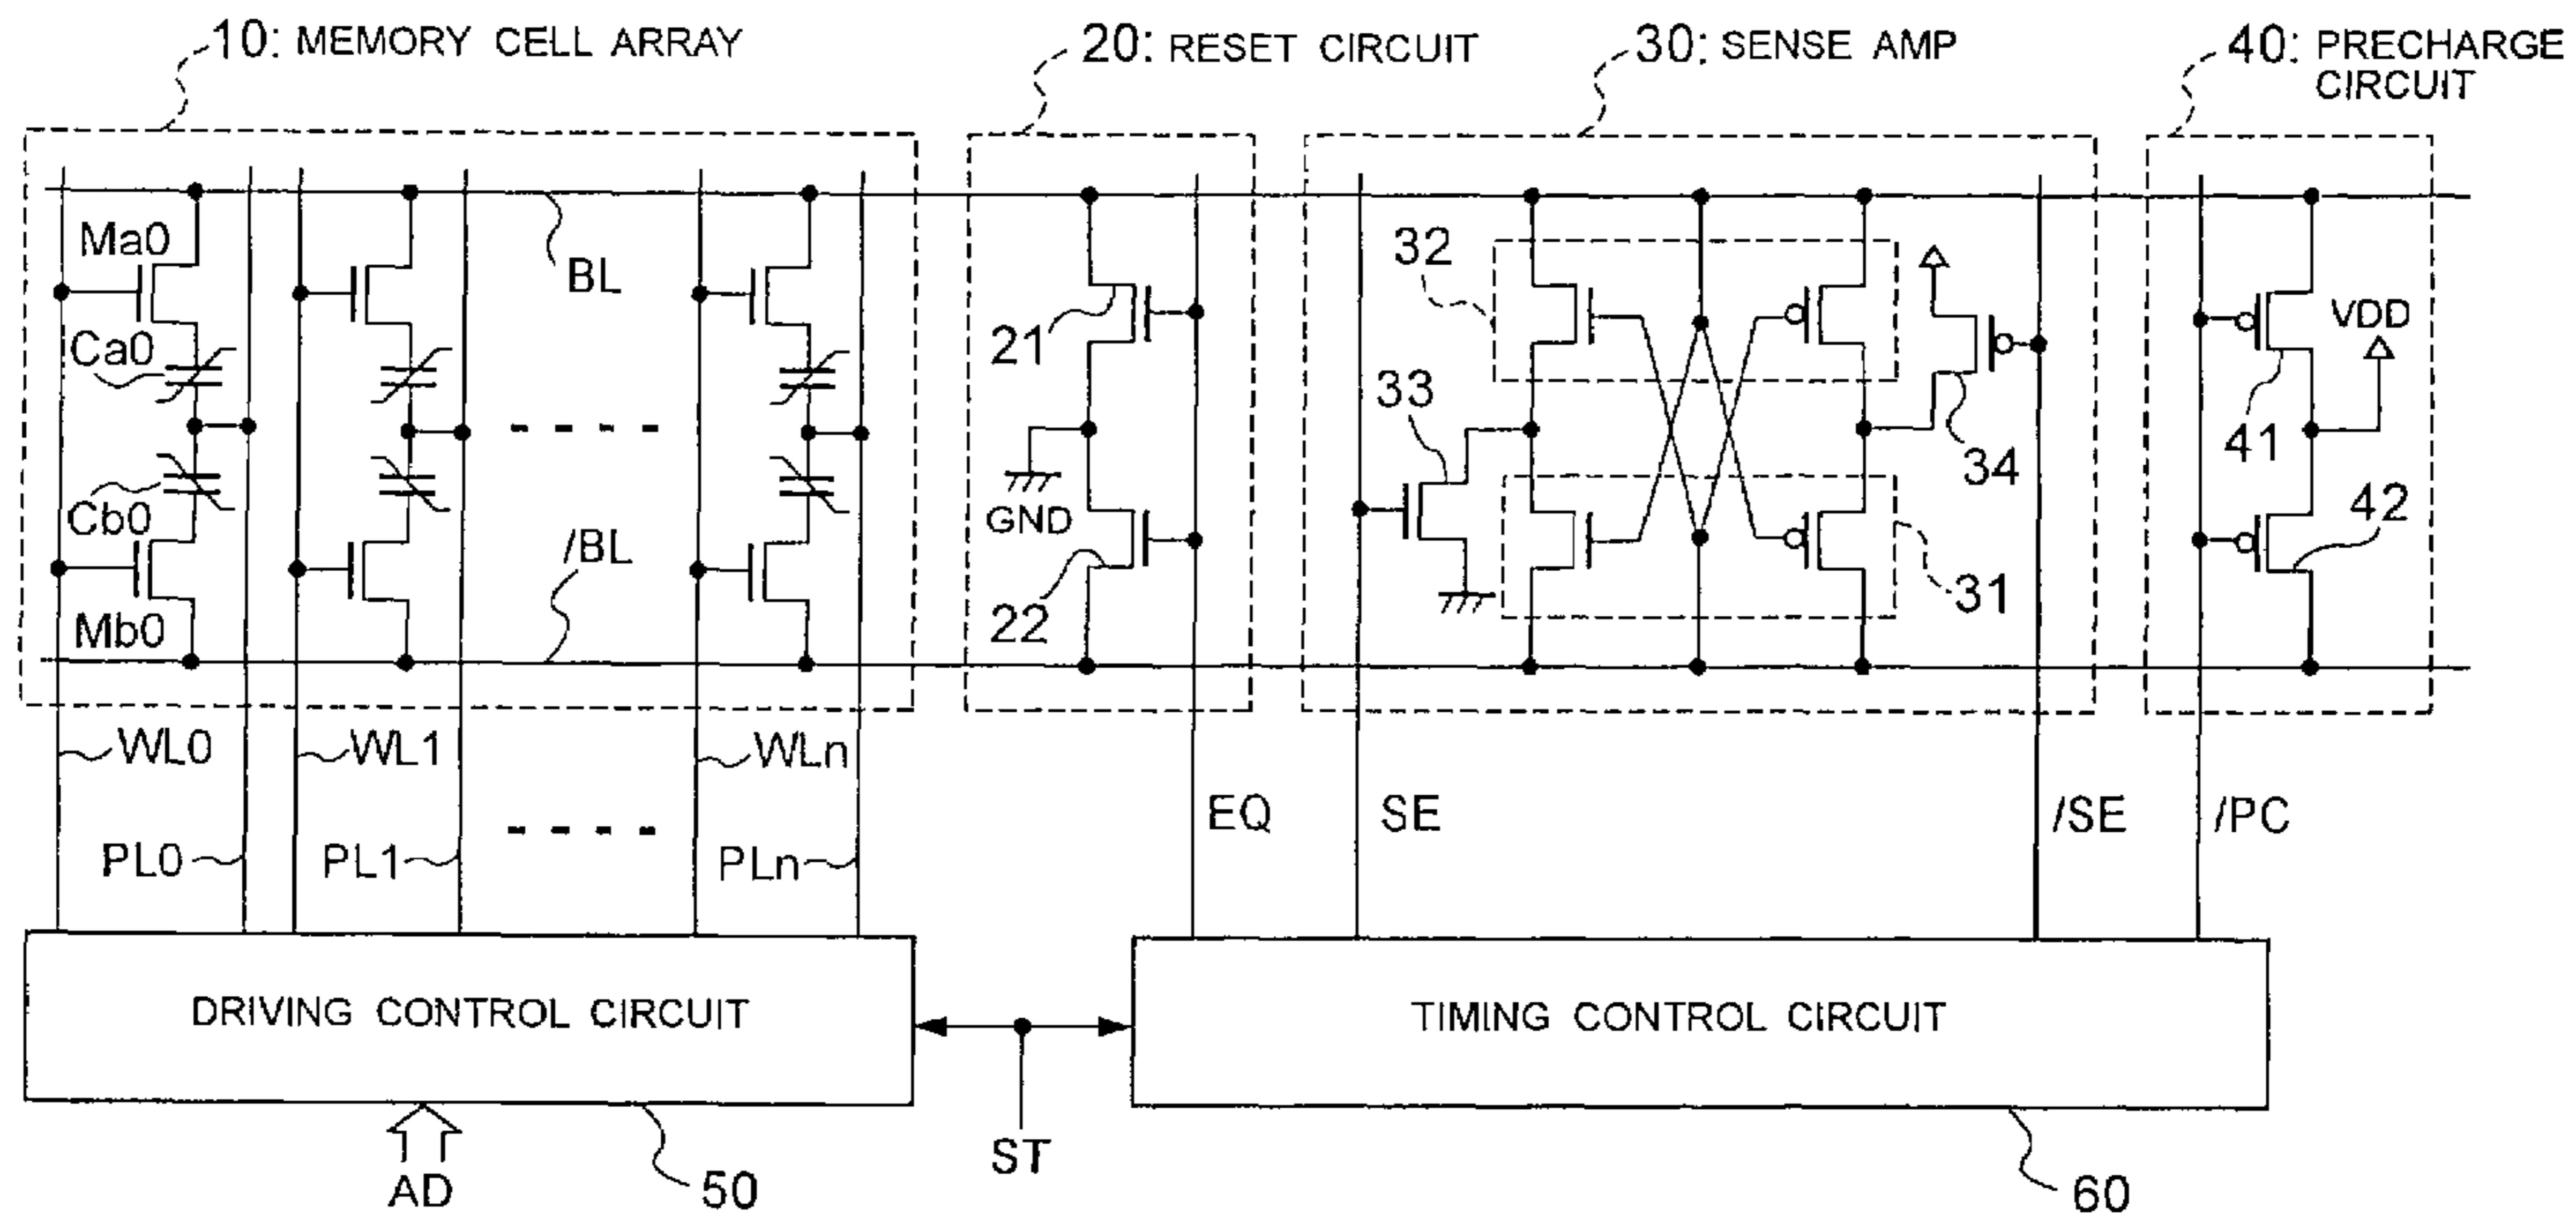 10: MEMORY CELL ARRAY
20: RESET CIRCUIT
30: SENSE AMP
40: PRECHARGE
CIRCUIT
Ma0
Ca0
Cb0
Mb0
BL
/BL
21
GND
22
32
33
34
31
VDD
41
42
WL0
WL1
WLn
PL0
PL1
PLn
EQ
SE
/SE
/PC
DRIVING CONTROL CIRCUIT
TIMING CONTROL CIRCUIT
ST
AD
50
60